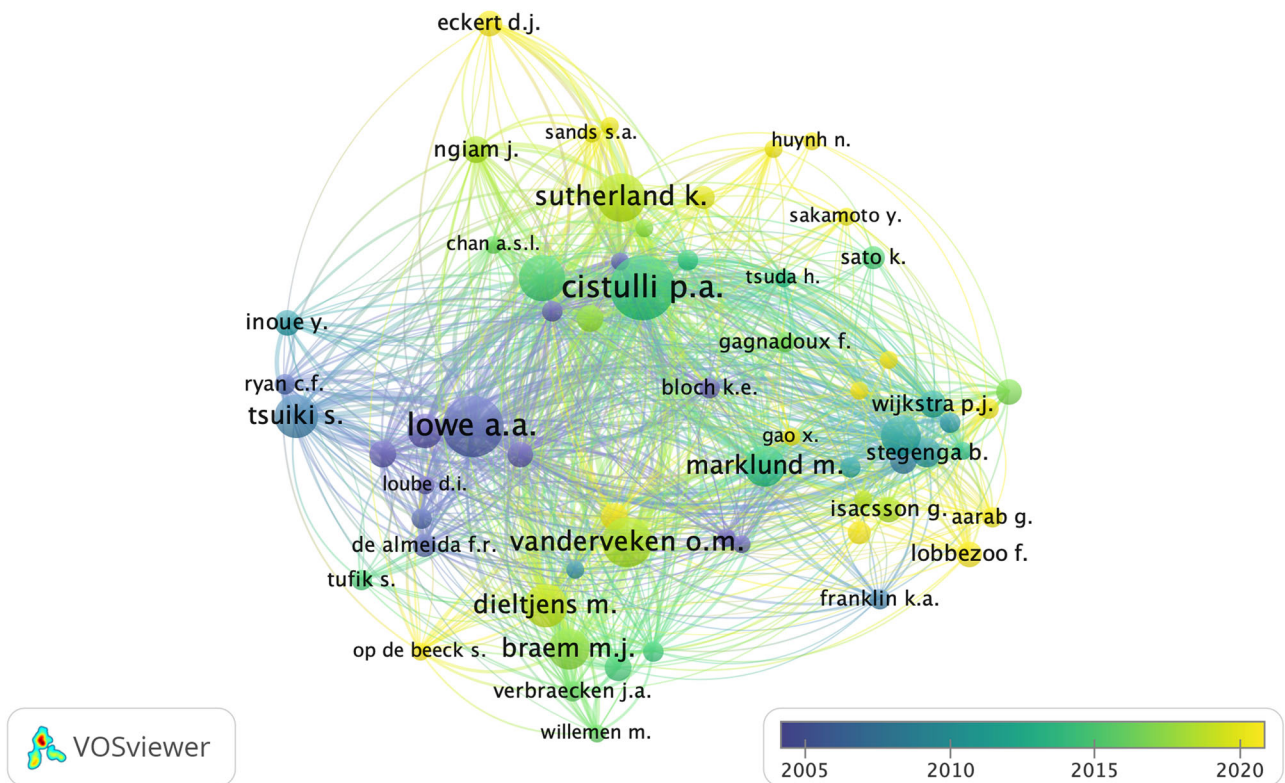 eckert d.j.
sands s.a.
huynh n.
ngiam j.
sutherland k.
sakamoto y.
chan a.s.l.
sato k.
tsuda h.
cistulli p.a.
inoue y.
gagnadoux f.
ryan c.f.
bloch k.e.
wijkstra p.j.
tsuiki s.
lowe a.a.
gao x.
stegenga b.
marklund m.
loube d.i.
isacsson g.
aarab g.
vanderveken o.m.
de almeida f.r.
lobbezoo f.
tufik s.
franklin k.a.
dieltjens m.
op de beeck s.
braem m.j.
verbraecken j.a.
willemen m.
VOSviewer
2005 2010 2015 2020